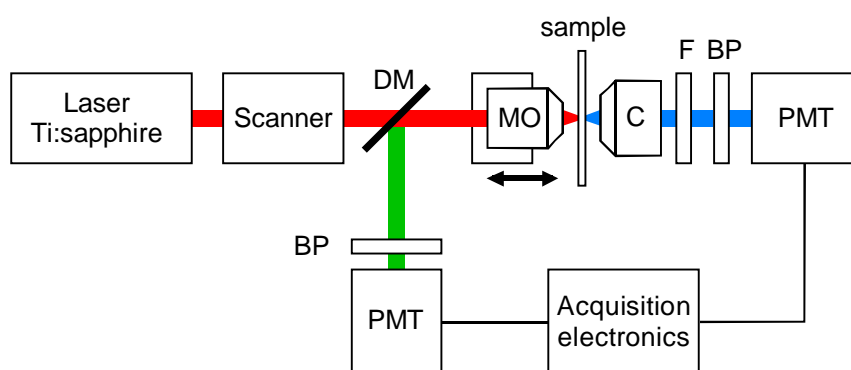 sample
F
BP
DM
Laser
Ti:sapphire
Scanner
MO
C
PMT
BP
PMT
Acquisition
electronics